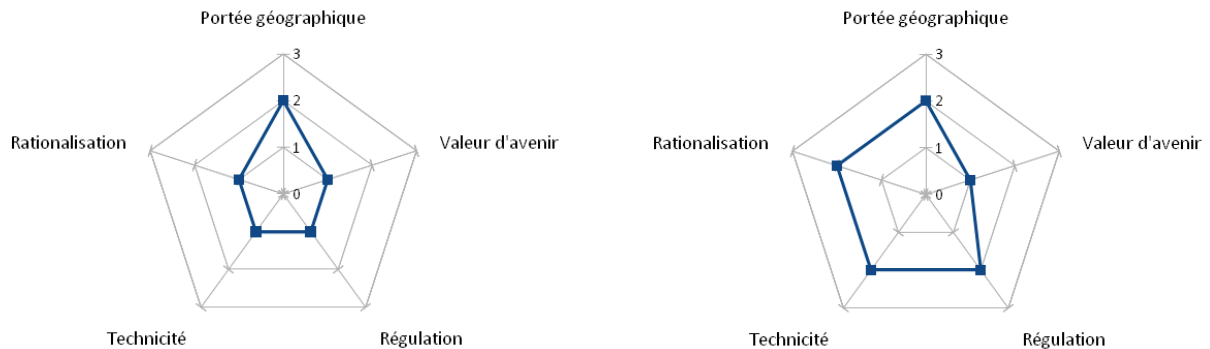 Portée géographique
3
2
1
0
Rationalisation
Valeur d'avenir
Technicité
Régulation
Portée géographique
3
2
1
0
Rationalisation
Valeur d'avenir
Technicité
Régulation